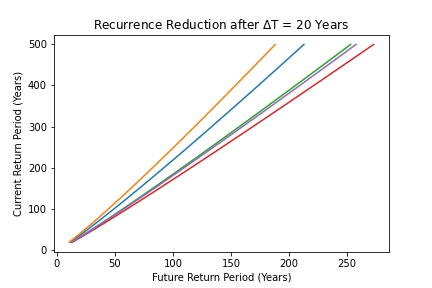 Recurrence Reduction after ΔT = 20 Years
500
400
300
200
100
0
Current Return Period (Years)
0 50 100 150 200 250
Future Return Period (Years)